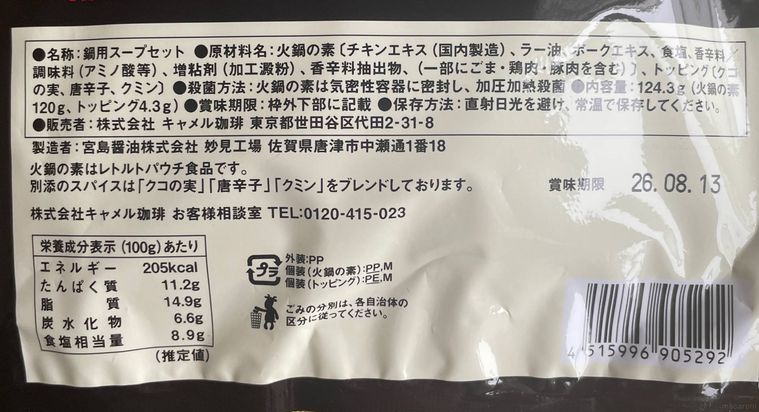 ●名称:鍋用スープセット ●原材料名:火鍋の素〔チキンエキス(国内製造)、ラー油、ポークエキス、食塩、香辛料/
調味料(アミノ酸等)、増粘剤(加工澱粉)、香辛料抽出物、(一部にごま・鶏肉・豚肉を含む)〕、トッピング(クコ
の実、唐辛子、クミン) ●殺菌方法:火鍋の素は気密性容器に密封し、加圧加熱殺菌 ●内容量:124.3g(火鍋の素
120g、トッピング4.3g) ●賞味期限:枠外下部に記載 ●保存方法:直射日光を避け、常温で保存してください。
●販売者:株式会社 キャメル珈琲 東京都世田谷区代田2-31-8
製造者:宮島醤油株式会社 妙見工場 佐賀県唐津市中瀬通1番18
火鍋の素はレトルトパウチ食品です。
別添のスパイスは「クコの実」「唐辛子」「クミン」をブレンドしております。
賞味期限 26.08.13
株式会社キャメル珈琲 お客様相談室 TEL:0120-415-023
栄養成分表示(100g)あたり
エネルギー 205kcal
たんぱく質 11.2g
脂質 14.9g
炭水化物 6.6g
食塩相当量 8.9g
(推定値)
プラ
外装:PP
個装(火鍋の素):PP,M
個装(トッピング):PE,M
ごみの分別は、各自治体の
区分に従ってください。
4 515996 905292
macaroni